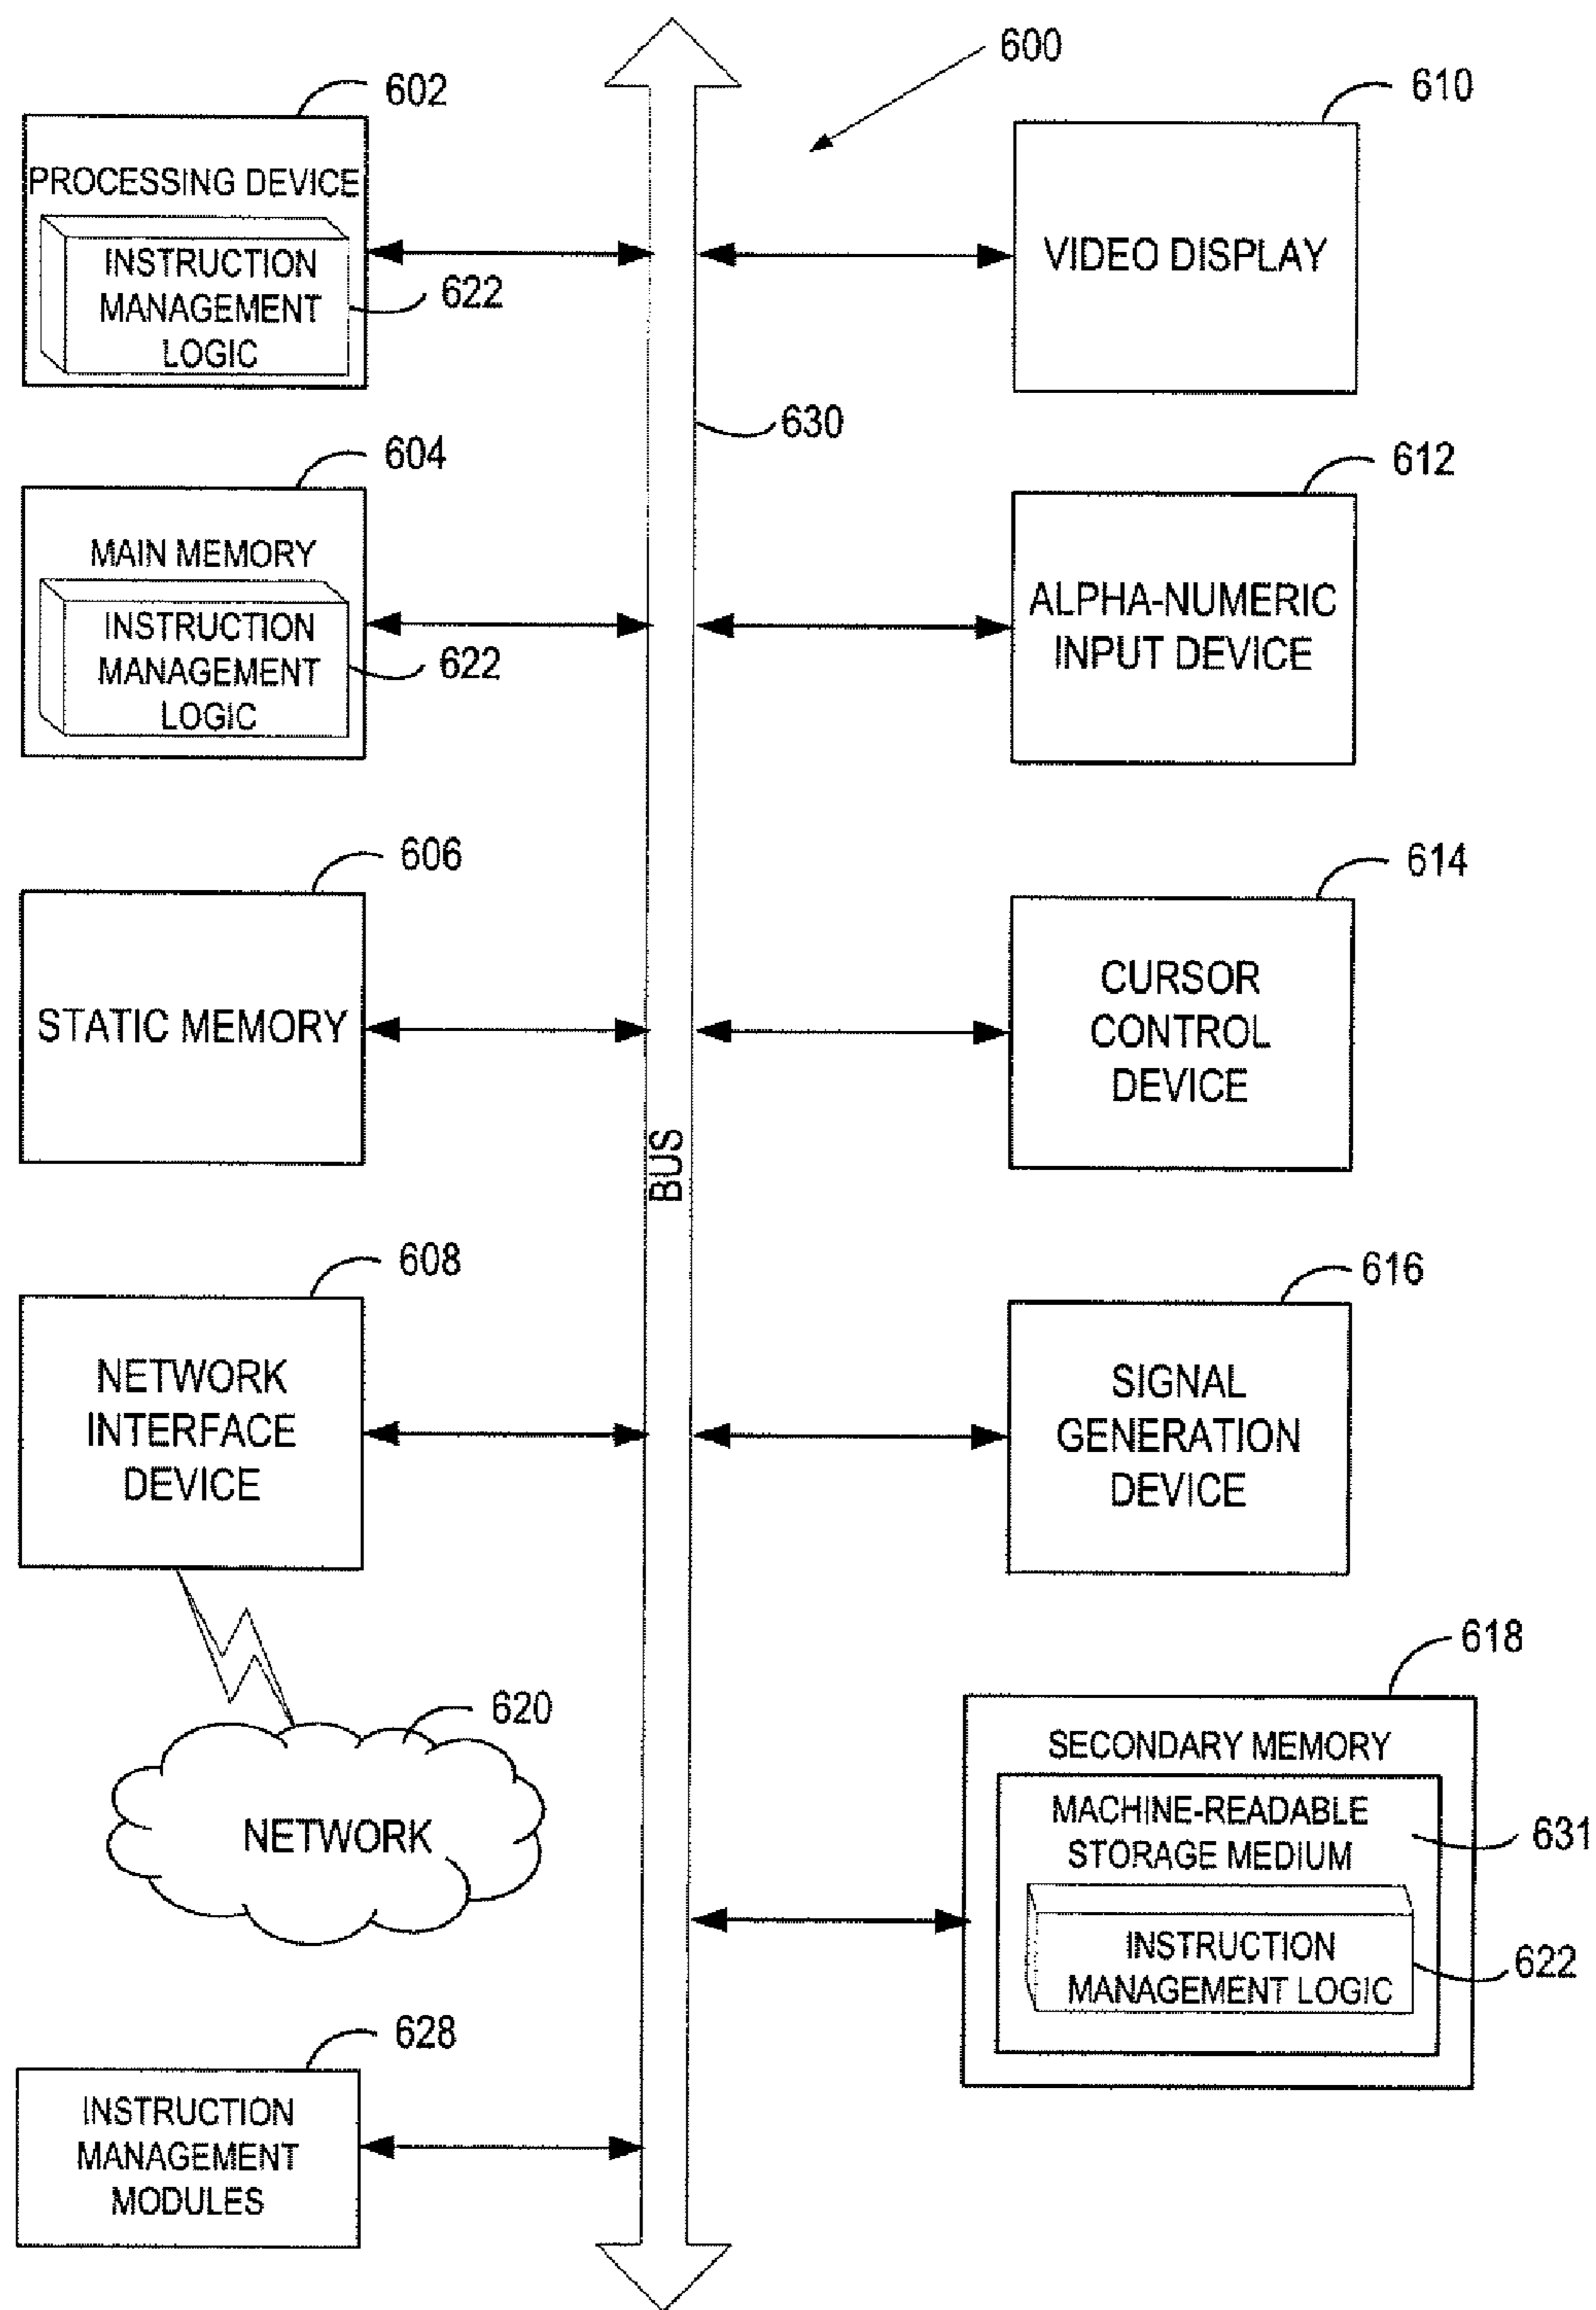 600
602
PROCESSING DEVICE
INSTRUCTION
MANAGEMENT
LOGIC
622
610
VIDEO DISPLAY
630
604
MAIN MEMORY
INSTRUCTION
MANAGEMENT
LOGIC
622
612
ALPHA-NUMERIC
INPUT DEVICE
606
STATIC MEMORY
614
CURSOR
CONTROL
DEVICE
BUS
608
NETWORK
INTERFACE
DEVICE
616
SIGNAL
GENERATION
DEVICE
620
NETWORK
618
SECONDARY MEMORY
MACHINE-READABLE
STORAGE MEDIUM
631
INSTRUCTION
MANAGEMENT LOGIC
622
628
INSTRUCTION
MANAGEMENT
MODULES